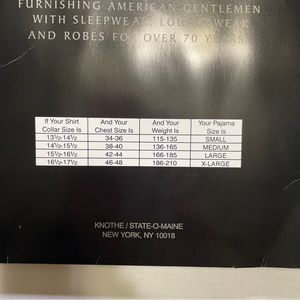 FURNISHING AMERICAN GENTLEMEN
WITH SLEEPWEAR, LOUNGEWEAR
AND ROBES FOR OVER 70 YEARS
If Your Shirt And Your And Your Your Pajama
Collar Size Is Chest Size Is Weight Is Size Is
13½-14½ 34-36 115-135 SMALL
14½-15½ 38-40 136-165 MEDIUM
15½-16½ 42-44 166-185 LARGE
16½-17½ 46-48 186-210 X-LARGE
KNOTHE / STATE-O-MAINE
NEW YORK, NY 10018